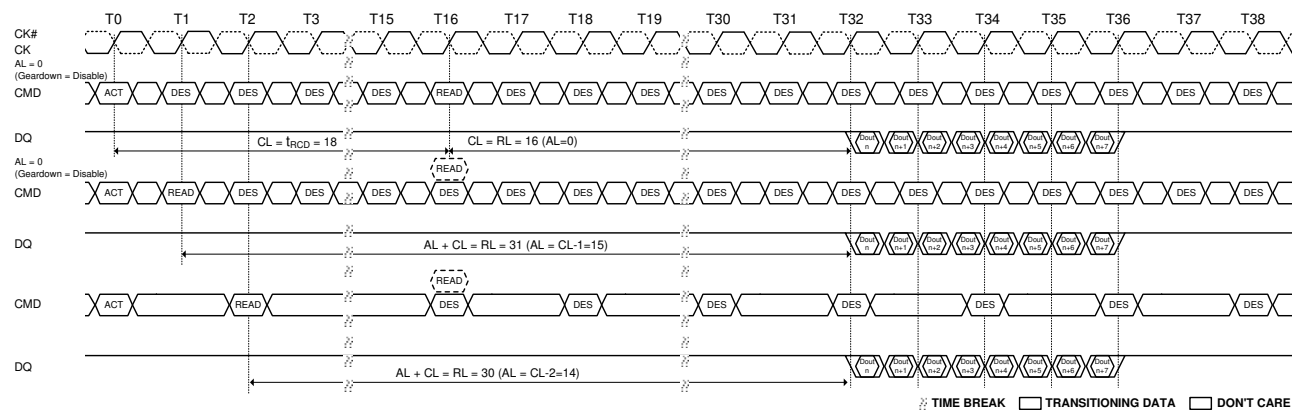 T0 T1 T2 T3 T15 T16 T17 T18 T19 T30 T31 T32 T33 T34 T35 T36 T37 T38
CK#
CK
AL = 0
(Geardown = Disable)
CMD ACT DES DES DES DES READ DES DES DES DES DES DES DES DES DES DES DES DES
DQ Dout n Dout n+1 Dout n+2 Dout n+3 Dout n+4 Dout n+5 Dout n+6 Dout n+7
CL = tRCD = 18 CL = RL = 16 (AL=0)
AL = 0
(Geardown = Disable)
READ
CMD ACT READ DES DES DES DES DES DES DES DES DES DES DES DES DES DES DES DES
DQ Dout n Dout n+1 Dout n+2 Dout n+3 Dout n+4 Dout n+5 Dout n+6 Dout n+7
AL + CL = RL = 31 (AL = CL-1=15)
READ
CMD ACT READ DES DES DES DES DES DES DES
DQ Dout n Dout n+1 Dout n+2 Dout n+3 Dout n+4 Dout n+5 Dout n+6 Dout n+7
AL + CL = RL = 30 (AL = CL-2=14)
TIME BREAK TRANSITIONING DATA DON'T CARE